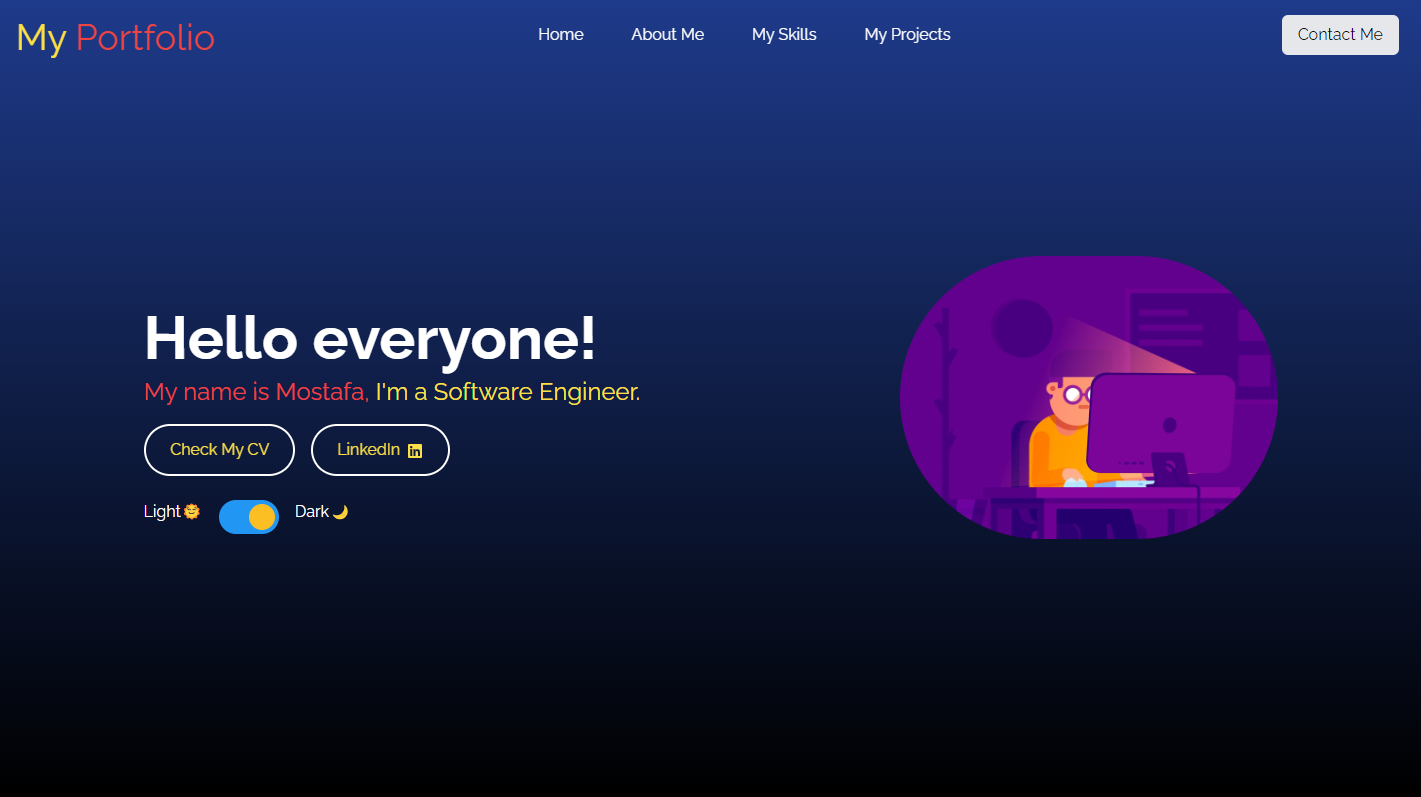 My Portfolio
Home About Me My Skills My Projects
Contact Me
Hello everyone!
My name is Mostafa, I'm a Software Engineer.
Check My CV LinkedIn
Light🌞 Dark🌙